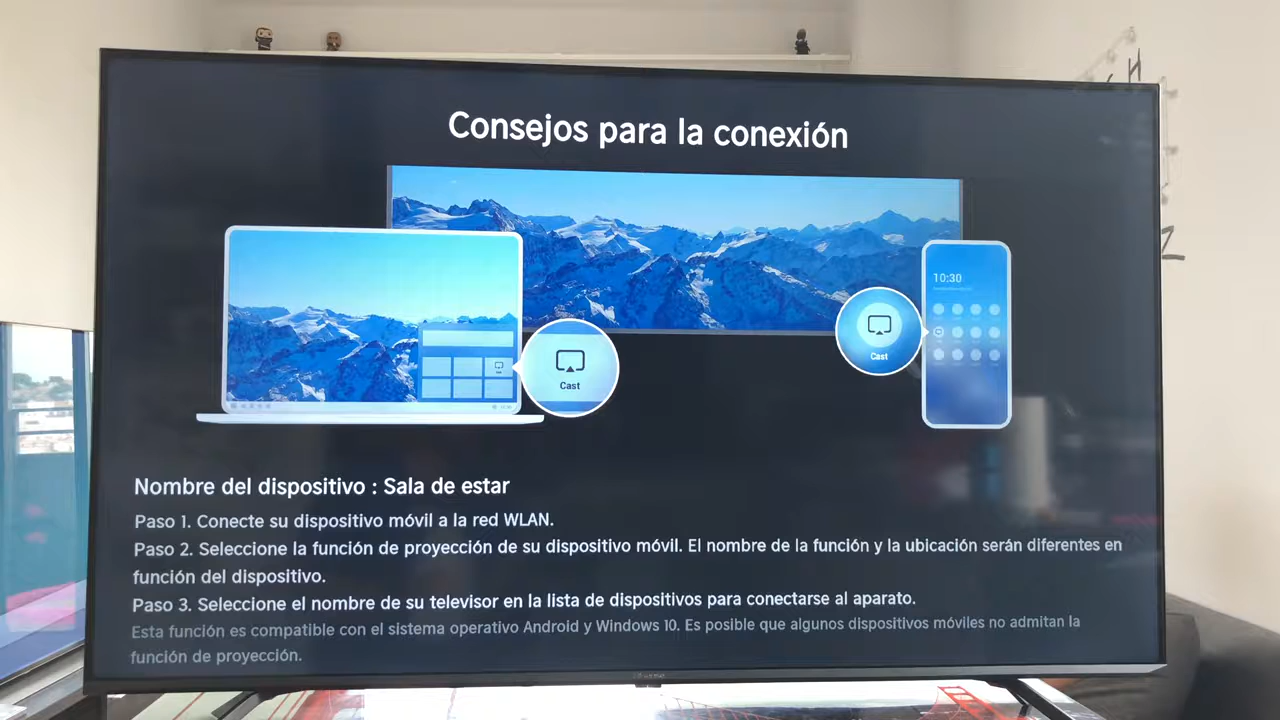 Consejos para la conexión
10:30
Cast
Cast
Nombre del dispositivo : Sala de estar
Paso 1. Conecte su dispositivo móvil a la red WLAN.
Paso 2. Seleccione la función de proyección de su dispositivo móvil. El nombre de la función y la ubicación serán diferentes en
función del dispositivo.
Paso 3. Seleccione el nombre de su televisor en la lista de dispositivos para conectarse al aparato.
Esta función es compatible con el sistema operativo Android y Windows 10. Es posible que algunos dispositivos móviles no admitan la
función de proyección.